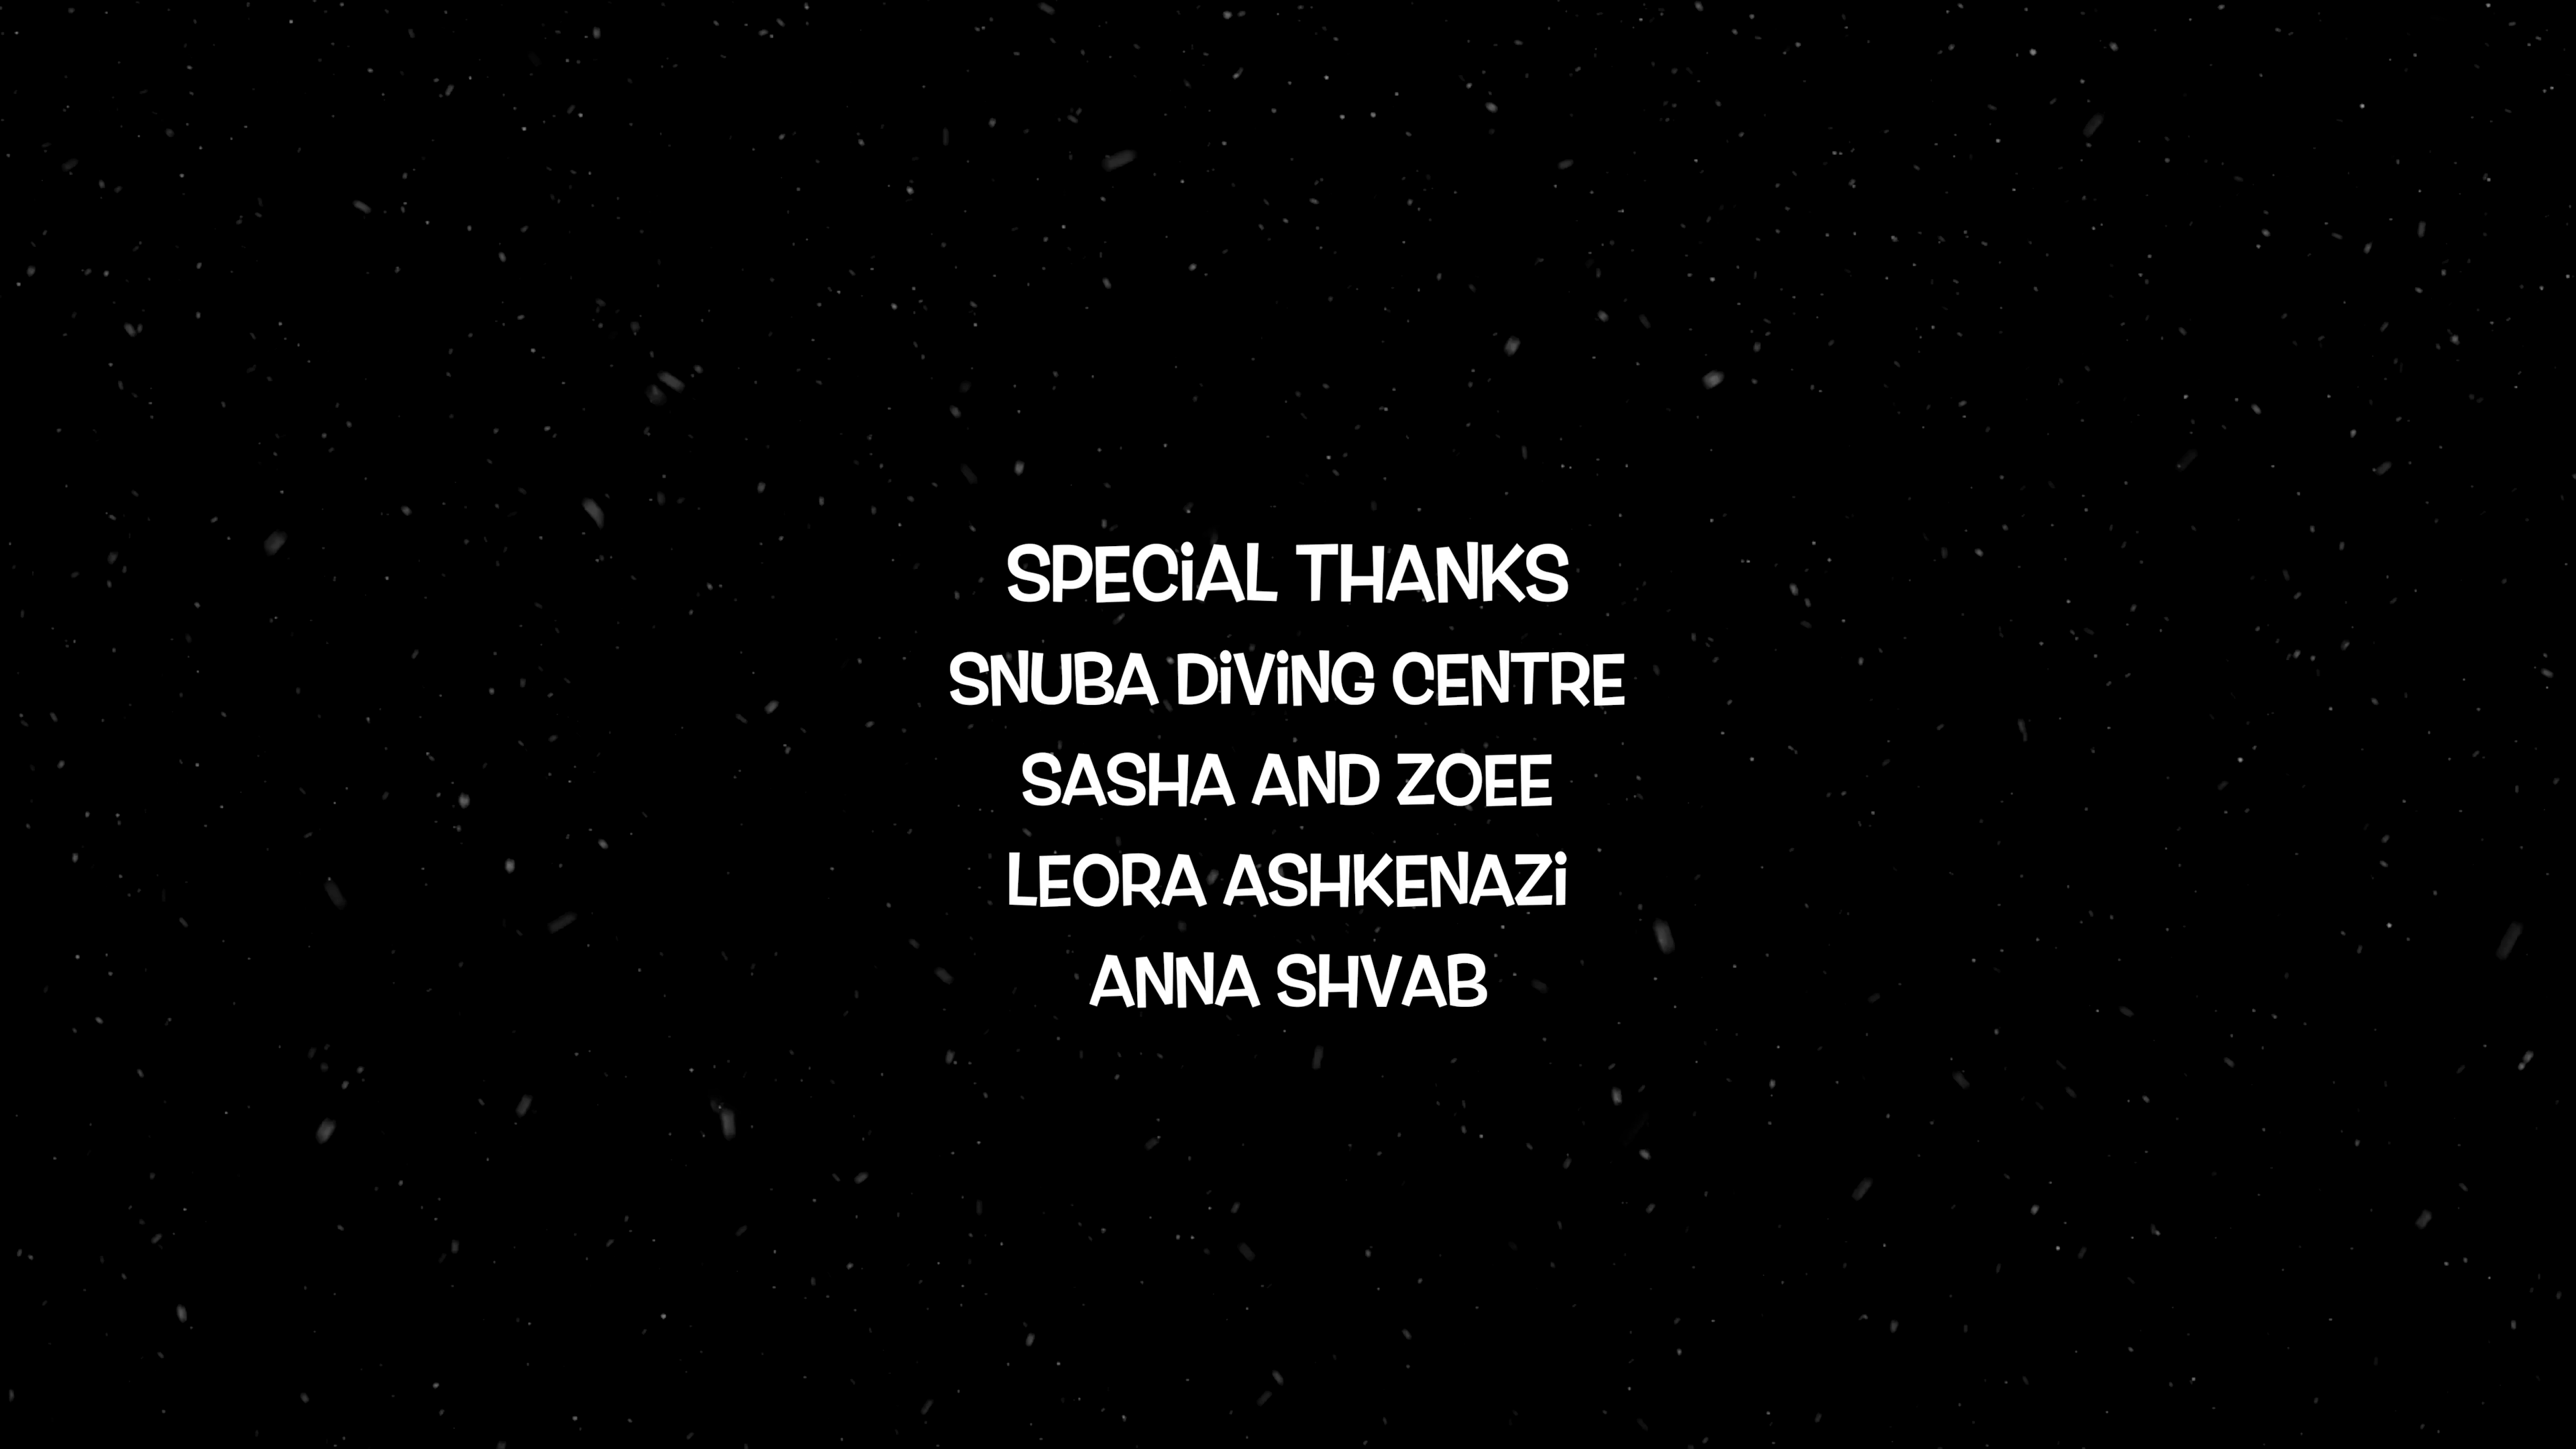 SPECiAL THANKS
SNUBA DiViNG CENTRE
SASHA AND ZOEE
LEORA ASHKENAZi
ANNA SHVAB